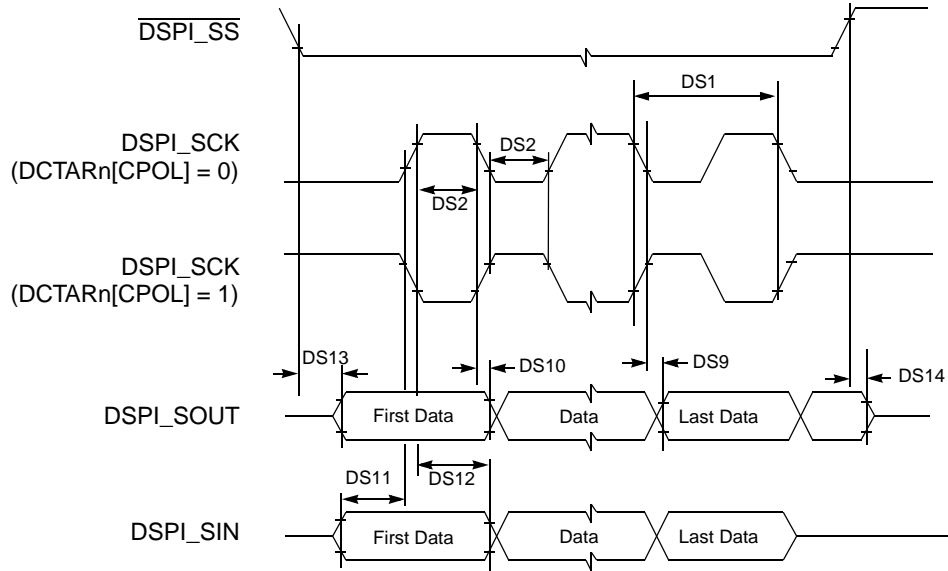 DSPI_SS
DS1
DSPI_SCK
(DCTARn[CPOL] = 0)
DS2
DS2
DSPI_SCK
(DCTARn[CPOL] = 1)
DS13
DS10
DS9
DS14
DSPI_SOUT
First Data
Data
Last Data
DS11
DS12
DSPI_SIN
First Data
Data
Last Data